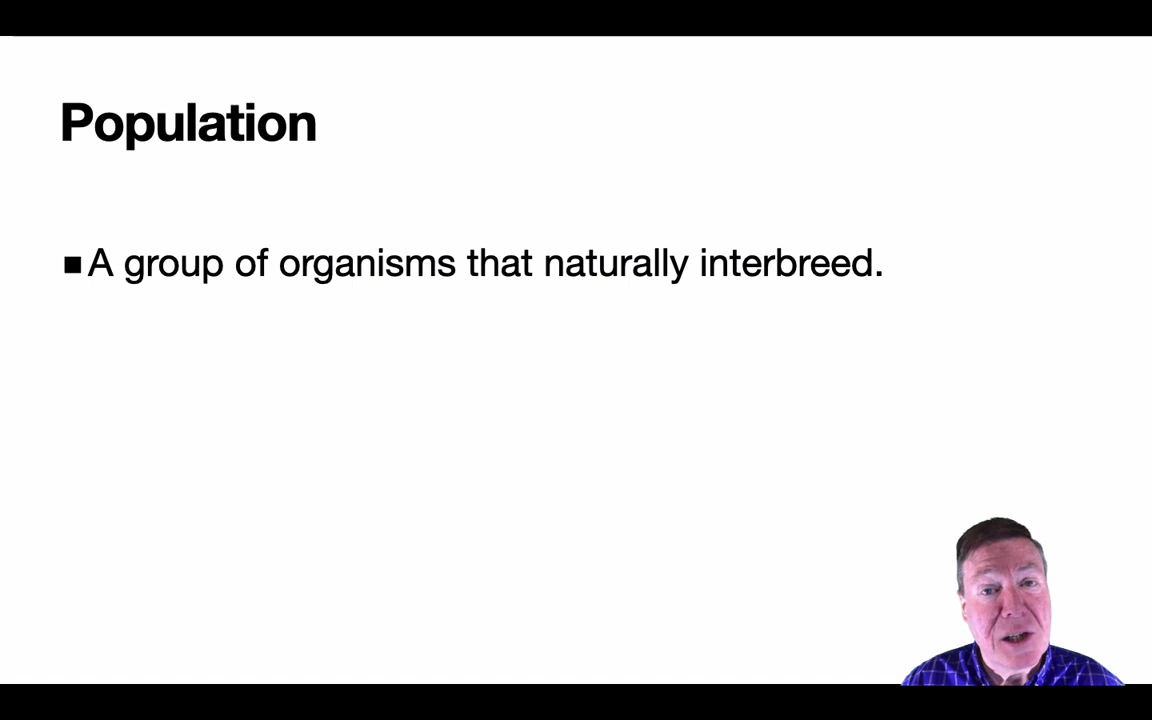 Population
▪A group of organisms that naturally interbreed.